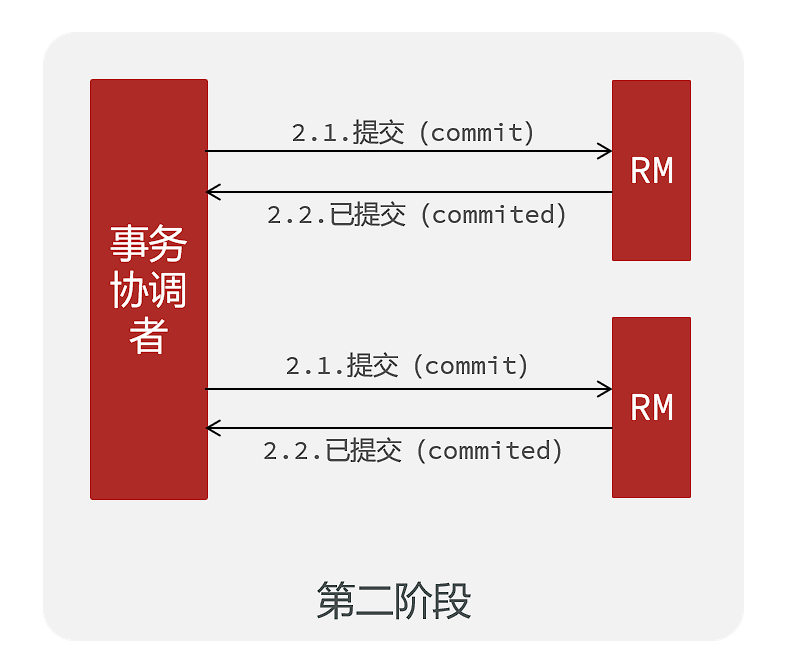 2.1.提交 (commit)
RM
2.2.已提交 (commited)
事务
协调
者
2.1.提交 (commit)
RM
2.2.已提交 (commited)
第二阶段